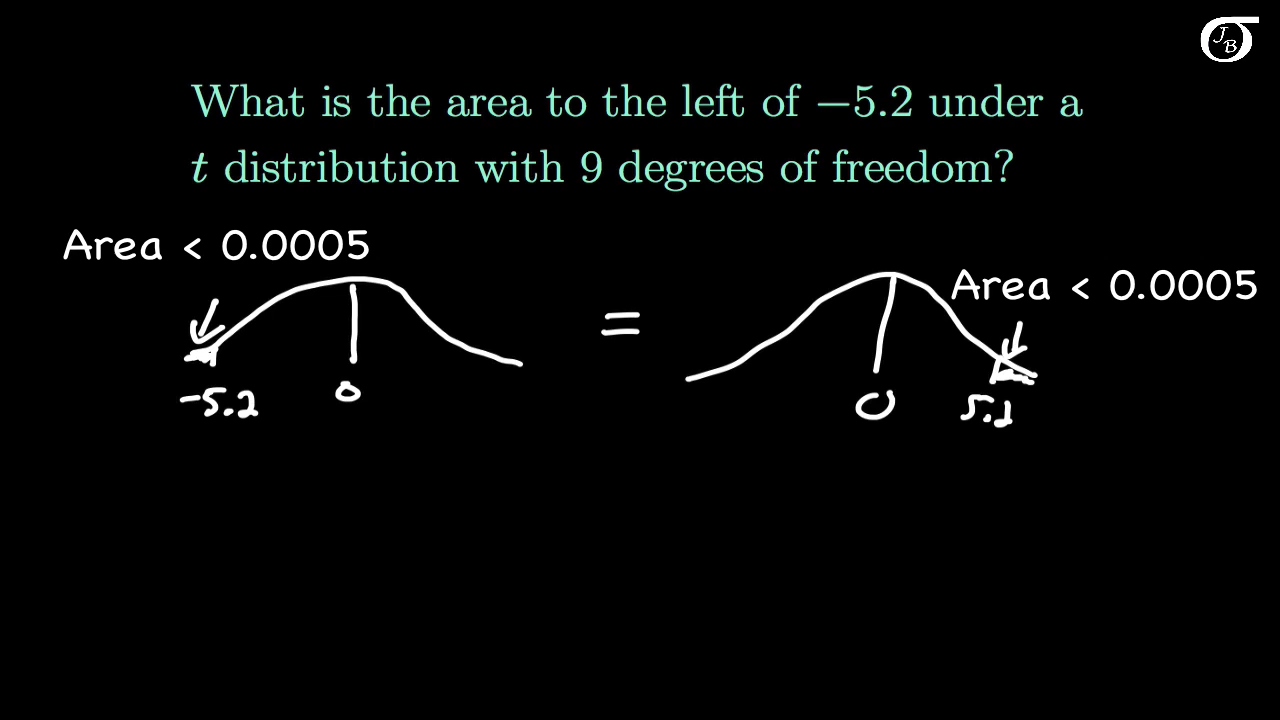 What is the area to the left of −5.2 under a
t distribution with 9 degrees of freedom?
Area < 0.0005
Area < 0.0005
=
-5.2
0
0
5.2
JB